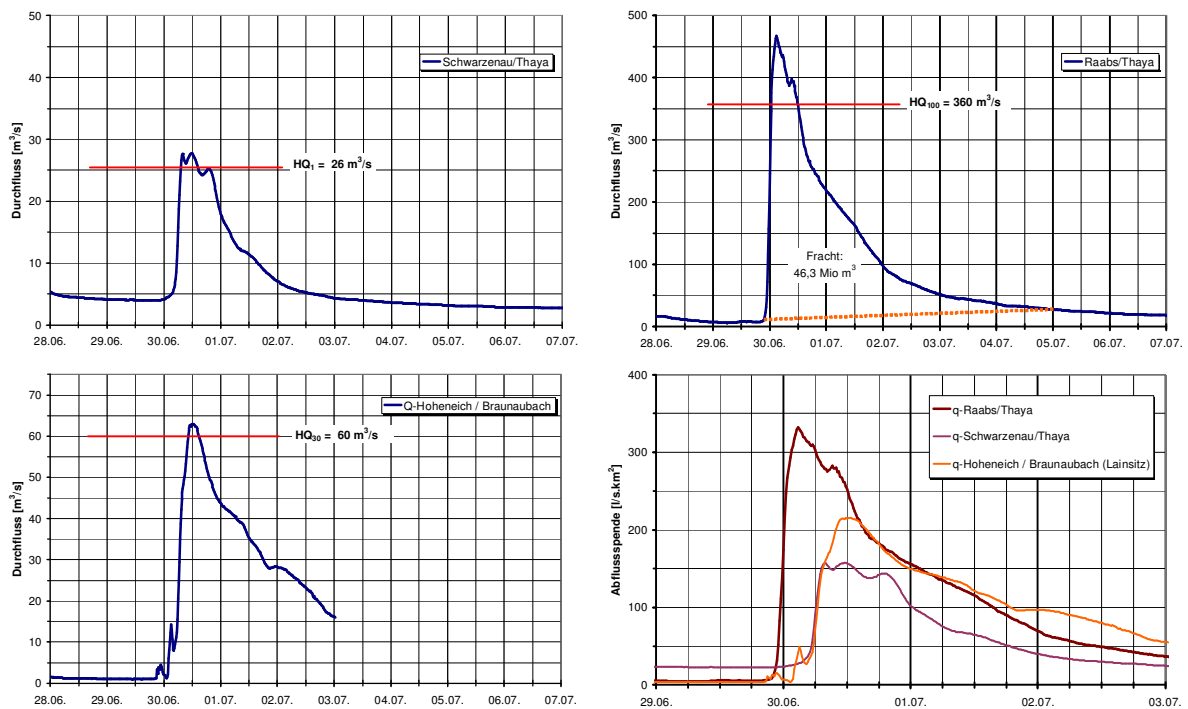 50
40
30
20
10
0
Durchfluss [m³/s]
Schwarzenau/Thaya
HQ₁ = 26 m³/s
28.06. 29.06. 30.06. 01.07. 02.07. 03.07. 04.07. 05.07. 06.07. 07.07.
500
400
300
200
100
0
Durchfluss [m³/s]
Raabs/Thaya
HQ₁₀₀ = 360 m³/s
Fracht:
46,3 Mio m³
28.06. 29.06. 30.06. 01.07. 02.07. 03.07. 04.07. 05.07. 06.07. 07.07.
70
60
50
40
30
20
10
0
Durchfluss [m³/s]
Q-Hoheneich / Braunaubach
HQ₃₀ = 60 m³/s
28.06. 29.06. 30.06. 01.07. 02.07. 03.07. 04.07. 05.07. 06.07. 07.07.
400
300
200
100
0
Abflussspende [l/s.km²]
q-Raabs/Thaya
q-Schwarzenau/Thaya
q-Hoheneich / Braunaubach (Lainsitz)
29.06. 30.06. 01.07. 02.07. 03.07.